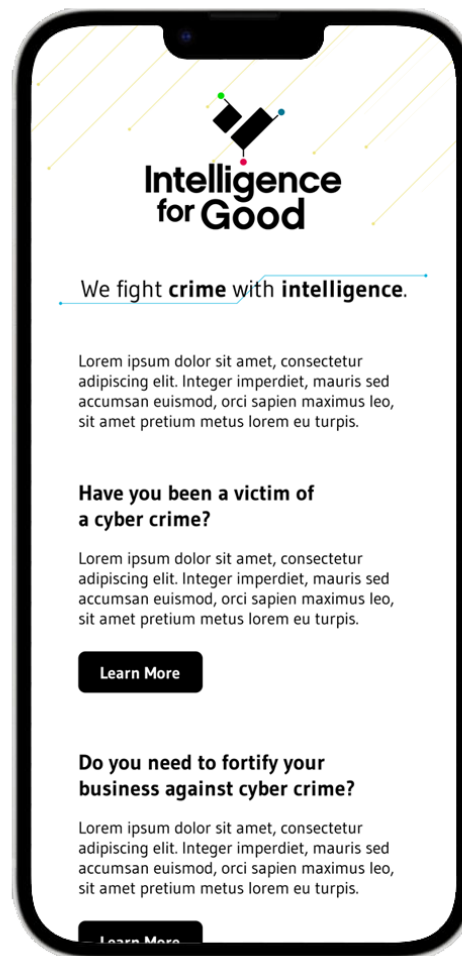 Intelligence
for Good
We fight crime with intelligence.
Lorem ipsum dolor sit amet, consectetur
adipiscing elit. Integer imperdiet, mauris sed
accumsan euismod, orci sapien maximus leo,
sit amet pretium metus lorem eu turpis.
Have you been a victim of
a cyber crime?
Lorem ipsum dolor sit amet, consectetur
adipiscing elit. Integer imperdiet, mauris sed
accumsan euismod, orci sapien maximus leo,
sit amet pretium metus lorem eu turpis.
Learn More
Do you need to fortify your
business against cyber crime?
Lorem ipsum dolor sit amet, consectetur
adipiscing elit. Integer imperdiet, mauris sed
accumsan euismod, orci sapien maximus leo,
sit amet pretium metus lorem eu turpis.
Learn More